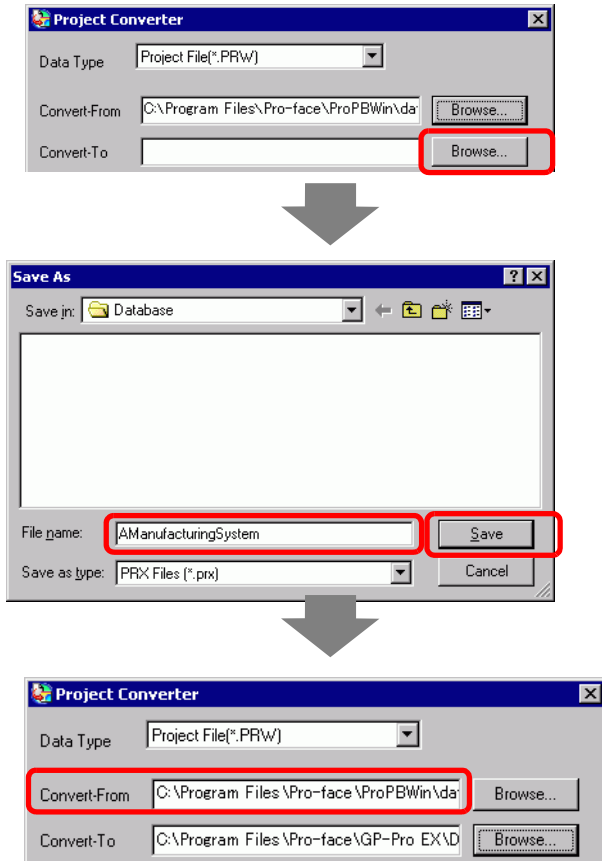 Project Converter
Data Type Project File(*.PRW)
Convert-From C:\Program Files\Pro-face\ProPBWin\da Browse...
Convert-To Browse...
Save As
Save in: Database
File name: AManufacturingSystem Save
Save as type: PRX Files (*.prx) Cancel
Project Converter
Data Type Project File(*.PRW)
Convert-From C:\Program Files\Pro-face\ProPBWin\da Browse...
Convert-To C:\Program Files\Pro-face\GP-Pro EX\D Browse...